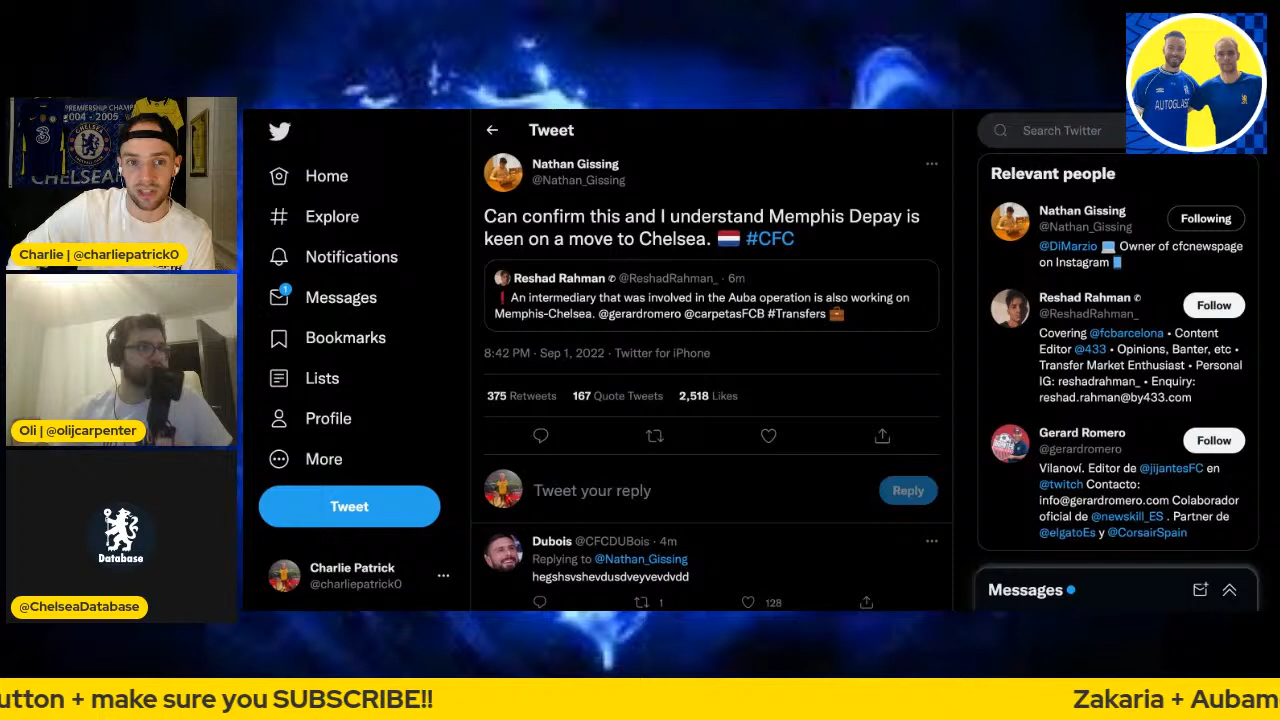 PREMIERSHIP CHAMP
2004 - 2005
3
CHELSEA
Charlie | @charliepatrick0
Oli | @olijcarpenter
Database
@ChelseaDatabase
Home
Explore
Notifications
1
Messages
Bookmarks
Lists
Profile
More
Tweet
Charlie Patrick
@charliepatrick0
Tweet
Nathan Gissing
@Nathan_Gissing
Can confirm this and I understand Memphis Depay is
keen on a move to Chelsea. 🇳🇱 #CFC
Reshad Rahman ✆ @ReshadRahman_ · 6m
❗An intermediary that was involved in the Auba operation is also working on
Memphis-Chelsea. @gerardromero @carpetasFCB #Transfers 💼
8:42 PM · Sep 1, 2022 · Twitter for iPhone
375 Retweets 167 Quote Tweets 2,518 Likes
Tweet your reply
Reply
Dubois @CFCDUBois · 4m
Replying to @Nathan_Gissing
hegshsvshevdusdveyvevdvdd
1 128
Search Twitter
AUTOGLASS
Relevant people
Nathan Gissing
@Nathan_Gissing
Following
@DiMarzio 💻 Owner of cfcnewspage
on Instagram 📱
Reshad Rahman ✆
@ReshadRahman_
Follow
Covering @fcbarcelona • Content
Editor @433 • Opinions, Banter, etc •
Transfer Market Enthusiast • Personal
IG: reshadrahman_ • Enquiry:
reshad.rahman@by433.com
Gerard Romero
@gerardromero
Follow
Vilanoví. Editor de @jijantesFC en
@twitch Contacto:
info@gerardromero.com Colaborador
oficial de @newskill_ES . Partner de
@elgatoEs y @CorsairSpain
Messages
utton + make sure you SUBSCRIBE!! Zakaria + Aubam